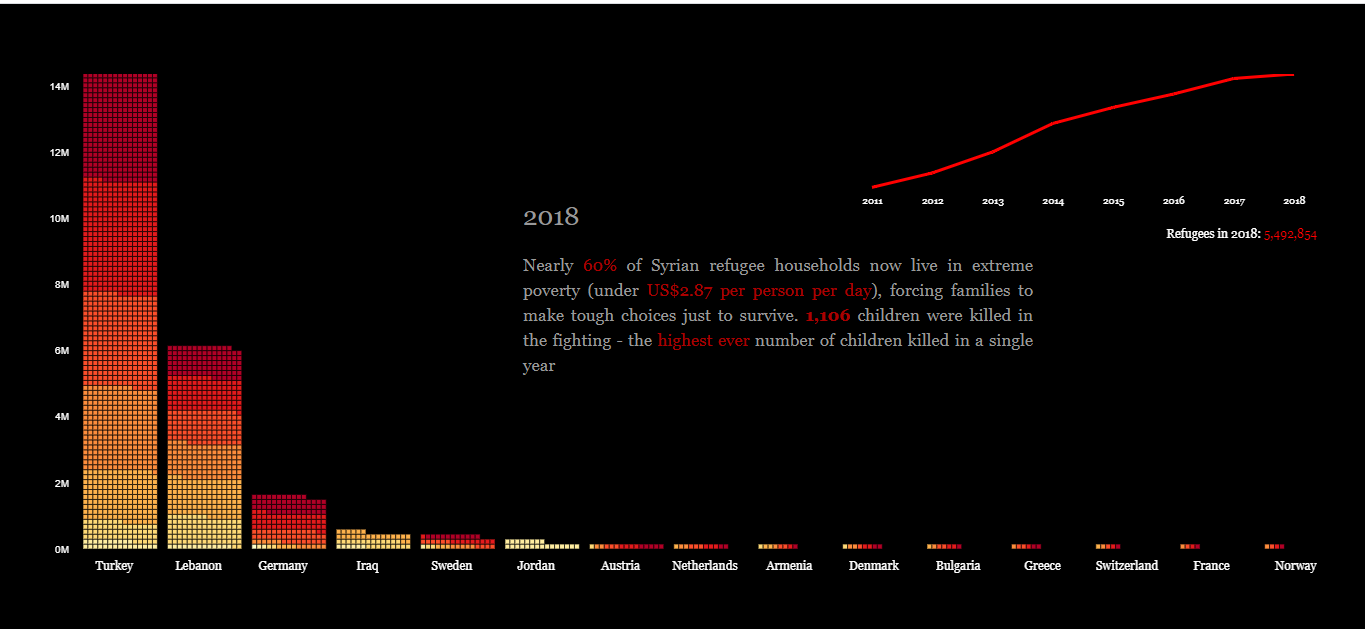 14M
12M
10M
8M
6M
4M
2M
0M
2011 2012 2013 2014 2015 2016 2017 2018
Refugees in 2018: 5,492,854
2018
Nearly 60% of Syrian refugee households now live in extreme
poverty (under US$2.87 per person per day), forcing families to
make tough choices just to survive. 1,106 children were killed in
the fighting - the highest ever number of children killed in a single
year
Turkey Lebanon Germany Iraq Sweden Jordan Austria Netherlands Armenia Denmark Bulgaria Greece Switzerland France Norway